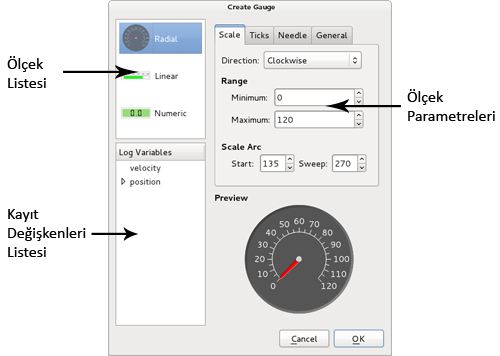 Create Gauge
Ölçek
Listesi
Radial
Linear
0.0 Numeric
Log Variables
velocity
position
Kayıt
Değişkenleri
Listesi
Scale Ticks Needle General
Direction: Clockwise
Range
Minimum: 0
Maximum: 120
Scale Arc
Start: 135 Sweep: 270
Ölçek
Parametreleri
Preview
0 10 20 30 40 50 60 70 80 90 100 110 120
Cancel OK